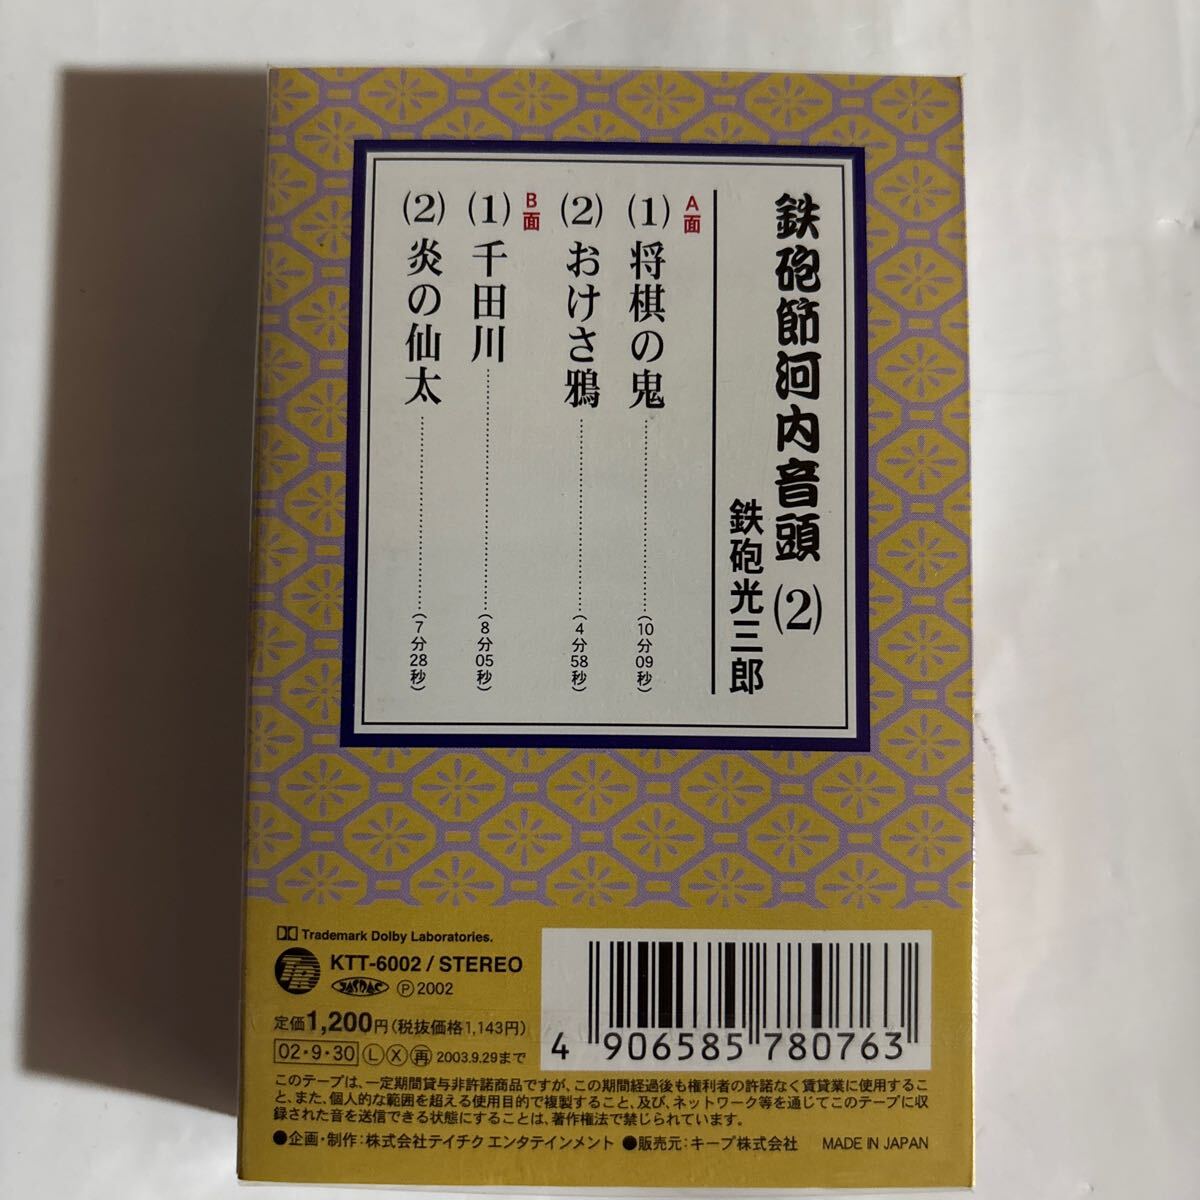 鉄砲節河内音頭(2)
鉄砲光三郎
A面
(1)将棋の鬼…………(10分09秒)
(2)おけさ鴉…………(4分58秒)
B面
(1)千田川…………(8分05秒)
(2)炎の仙太…………(7分28秒)
Trademark Dolby Laboratories.
TR
KTT-6002 / STEREO
JASRAC Ⓟ2002
定価1,200円(税抜価格1,143円)
02・9・30 Ⓛ Ⓧ ㊢ 2003.9.29まで
4 906585 780763
このテープは、一定期間貸与非許諾商品ですが、この期間経過後も権利者の許諾なく賃貸業に使用するこ
と、また、個人的な範囲を超える使用目的で複製すること、及び、ネットワーク等を通じてこのテープに収
録された音を送信できる状態にすることは、著作権法で禁じられています。
●企画・制作:株式会社テイチクエンタテインメント ●販売元:キープ株式会社 MADE IN JAPAN